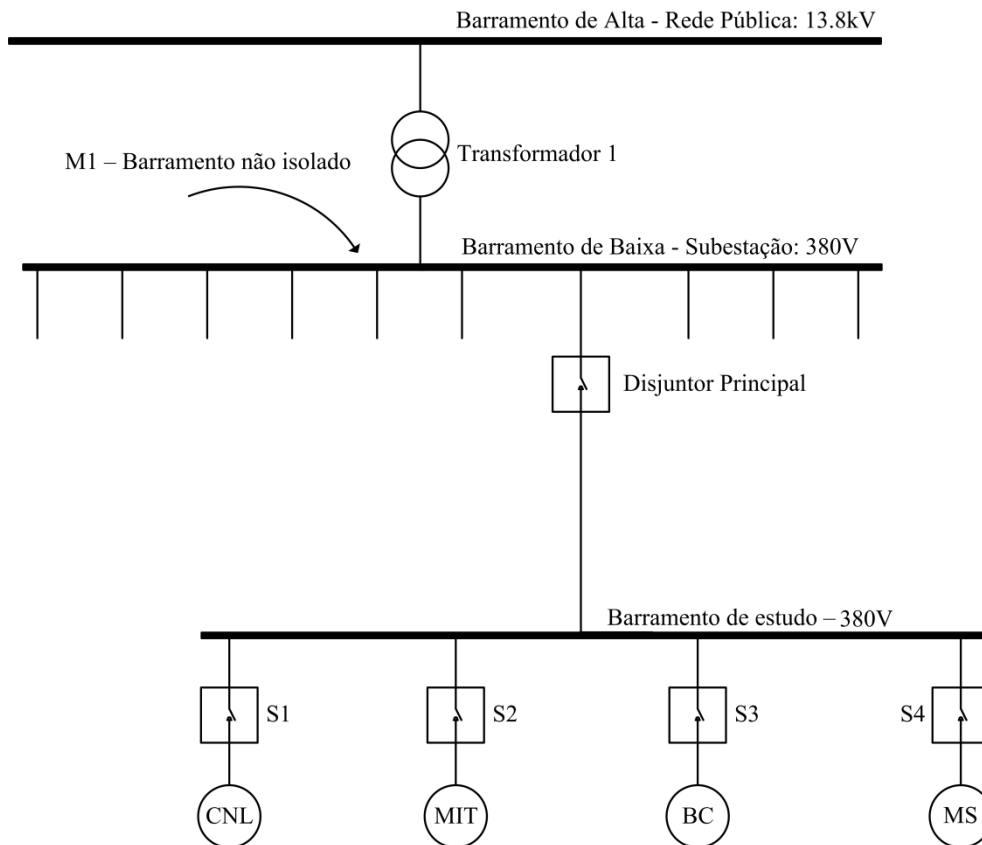 Barramento de Alta - Rede Pública: 13.8kV
Transformador 1
M1 – Barramento não isolado
Barramento de Baixa - Subestação: 380V
Disjuntor Principal
Barramento de estudo – 380V
S1
S2
S3
S4
CNL
MIT
BC
MS